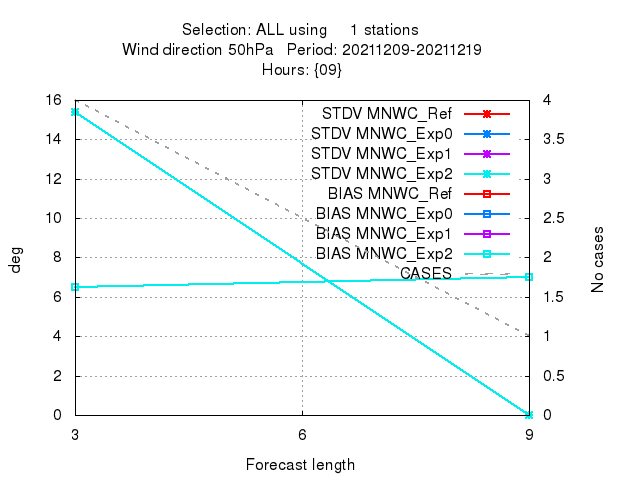 Selection: ALL using 1 stations
Wind direction 50hPa Period: 20211209-20211219
Hours: {09}
16 4
14 3.5
12 3
10 2.5
8 2
6 1.5
4 1
2 0.5
0 0
STDV MNWC_Ref
STDV MNWC_Exp0
STDV MNWC_Exp1
STDV MNWC_Exp2
BIAS MNWC_Ref
BIAS MNWC_Exp0
BIAS MNWC_Exp1
BIAS MNWC_Exp2
CASES
deg
No cases
3 6 9
Forecast length